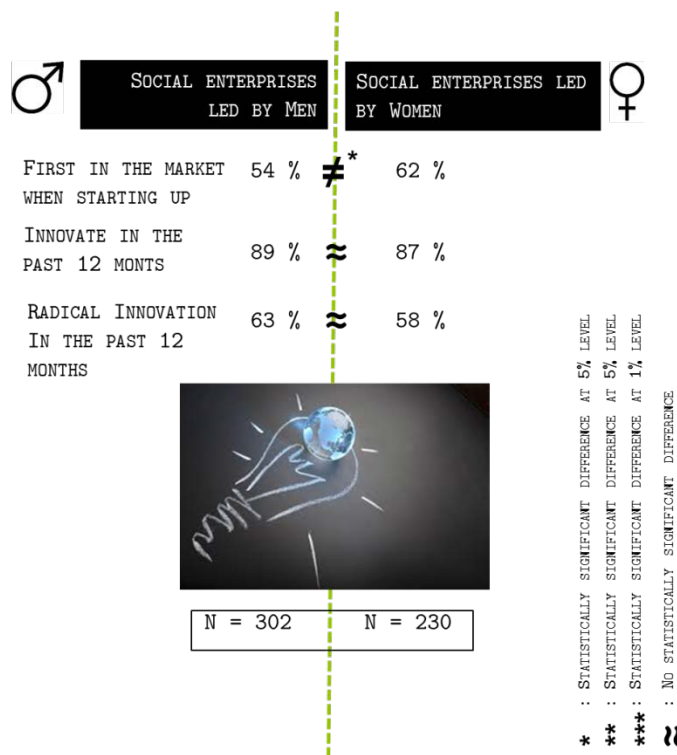 SOCIAL ENTERPRISES
LED BY MEN
SOCIAL ENTERPRISES LED
BY WOMEN
FIRST IN THE MARKET
WHEN STARTING UP
54 % ≠* 62 %
INNOVATE IN THE
PAST 12 MONTS
89 % ≈ 87 %
RADICAL INNOVATION
IN THE PAST 12
MONTHS
63 % ≈ 58 %
N = 302 N = 230
* : STATISTICALLY SIGNIFICANT DIFFERENCE AT 5% LEVEL
** : STATISTICALLY SIGNIFICANT DIFFERENCE AT 5% LEVEL
*** : STATISTICALLY SIGNIFICANT DIFFERENCE AT 1% LEVEL
≈ : NO STATISTICALLY SIGNIFICANT DIFFERENCE